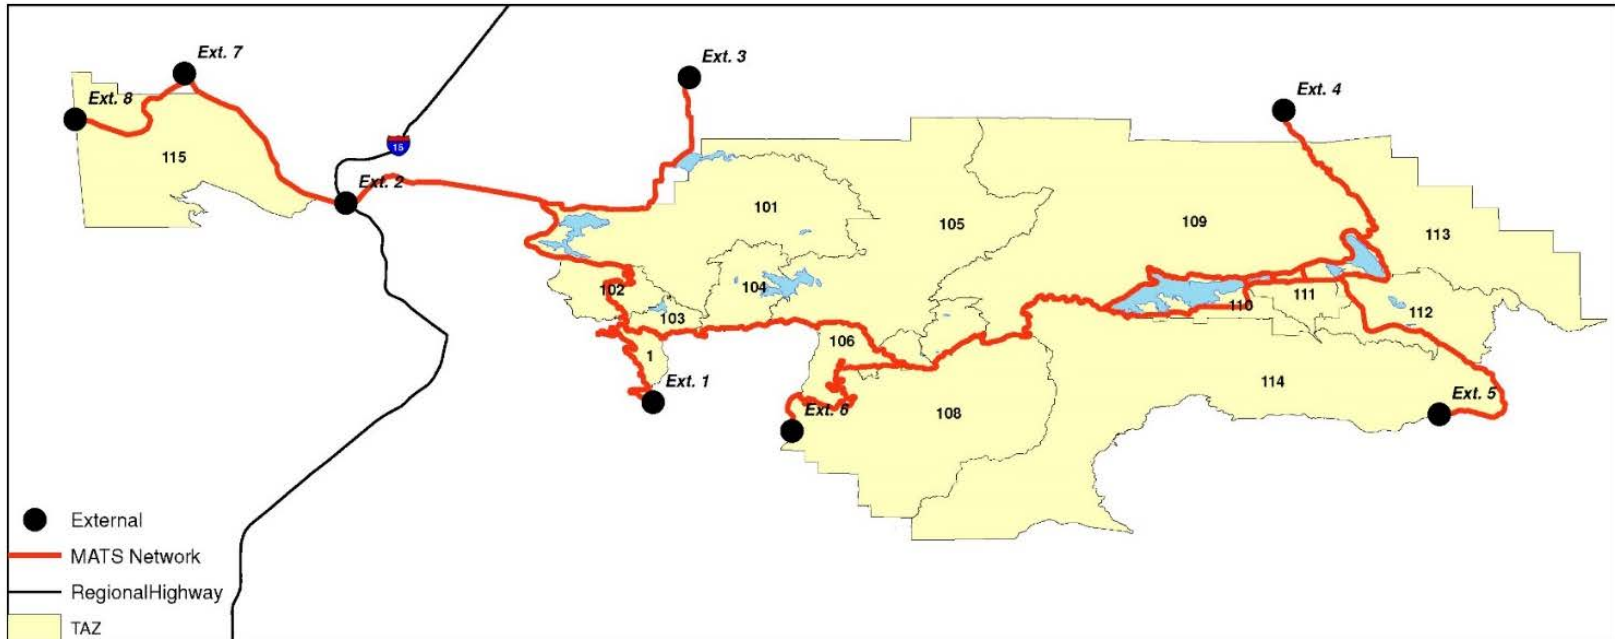 Ext. 7
Ext. 3
Ext. 4
Ext. 8
15
115
Ext. 2
101
105
109
113
102
104
103
110
111
112
106
1
Ext. 1
114
Ext. 5
Ext. 6
108
External
MATS Network
RegionalHighway
TAZ